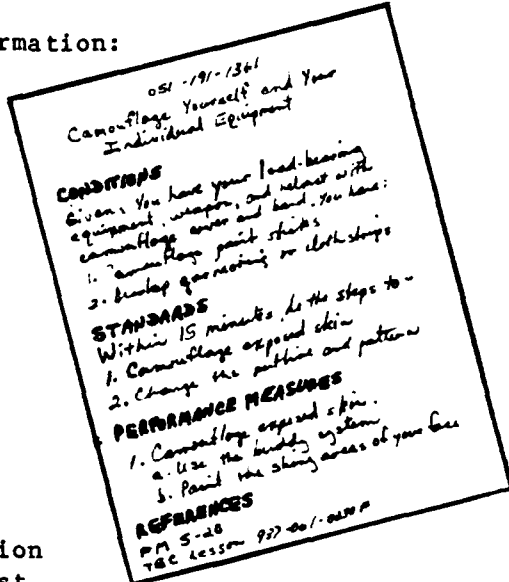 rmation:
051-191-1361
Camouflage Yourself and Your
Individual Equipment
CONDITIONS
Given, You have your load-bearing
equipment, weapon, and helmet with
camouflage cover and band. You have:
1. Camouflage paint sticks
2. burlap garnishing or cloth strips
STANDARDS
Within 15 minutes, do the steps to -
1. Camouflage exposed skin
2. Change the outline and pattern
PERFORMANCE MEASURES
1. Camouflage exposed skin.
a. Use the buddy system
b. Paint the shiny areas of your face
REFERENCES
FM 5-20
TEC Lesson 937-061-
ion
st